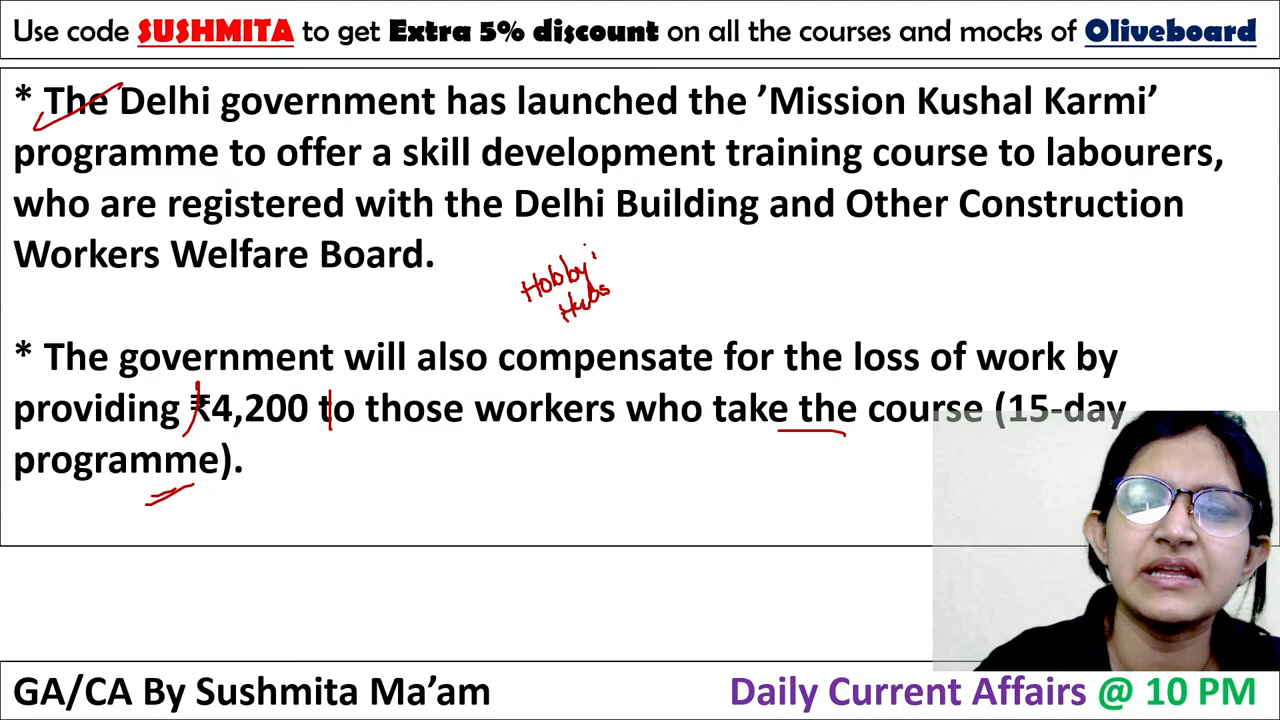 Use code SUSHMITA to get Extra 5% discount on all the courses and mocks of Oliveboard
* The Delhi government has launched the ’Mission Kushal Karmi’
programme to offer a skill development training course to labourers,
who are registered with the Delhi Building and Other Construction
Workers Welfare Board.
Hobby
Hubs
* The government will also compensate for the loss of work by
providing ₹4,200 to those workers who take the course (15-day
programme).
GA/CA By Sushmita Ma’am
Daily Current Affairs @ 10 PM